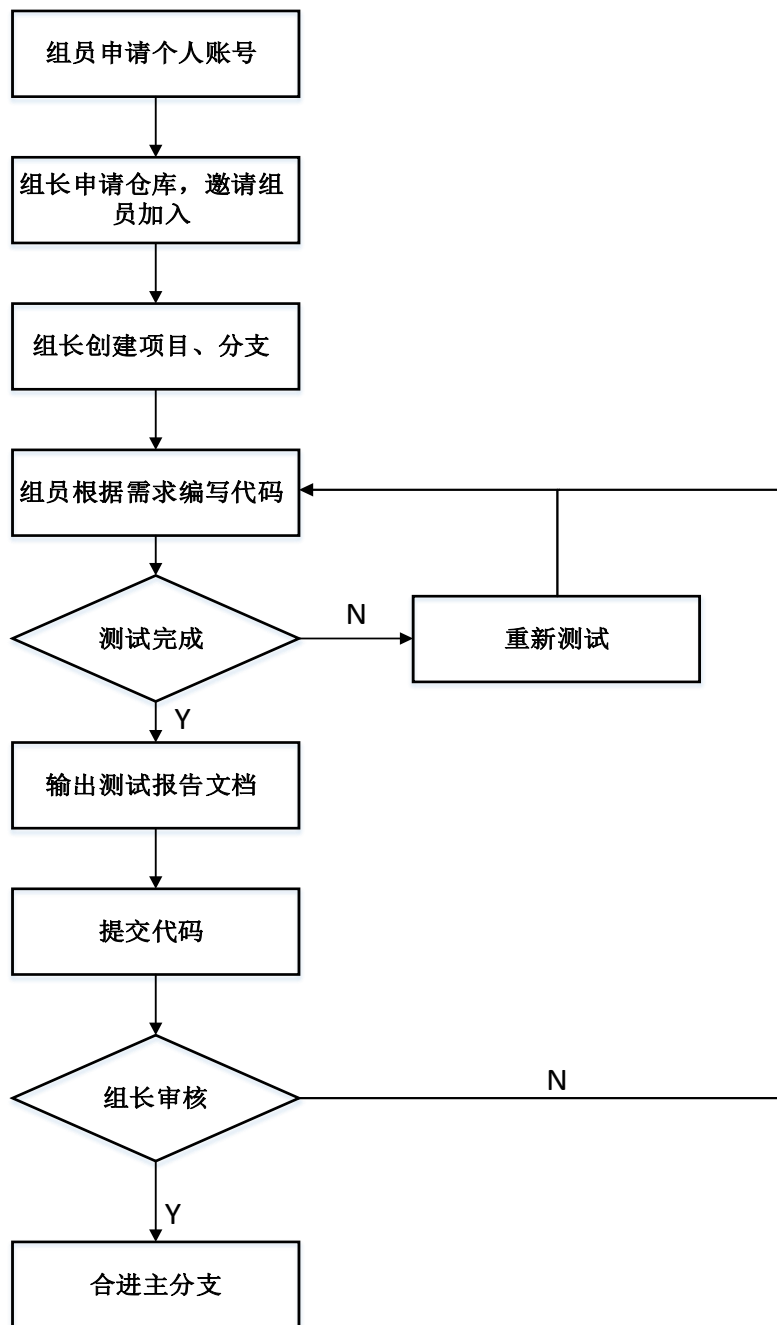 组员申请个人账号
组长申请仓库，邀请组
员加入
组长创建项目、分支
组员根据需求编写代码
测试完成
N
重新测试
Y
输出测试报告文档
提交代码
组长审核
N
Y
合进主分支